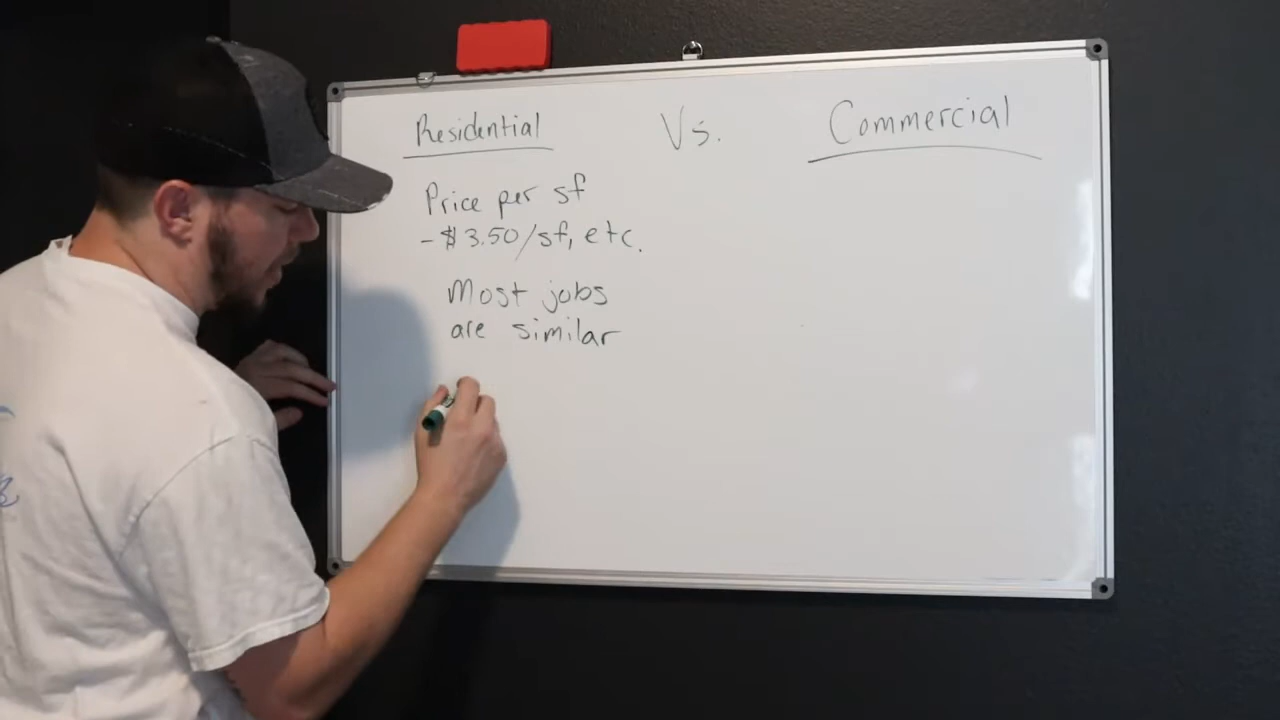 Residential Vs. Commercial
Price per sf
-$3.50/sf, etc.
Most jobs
are similar